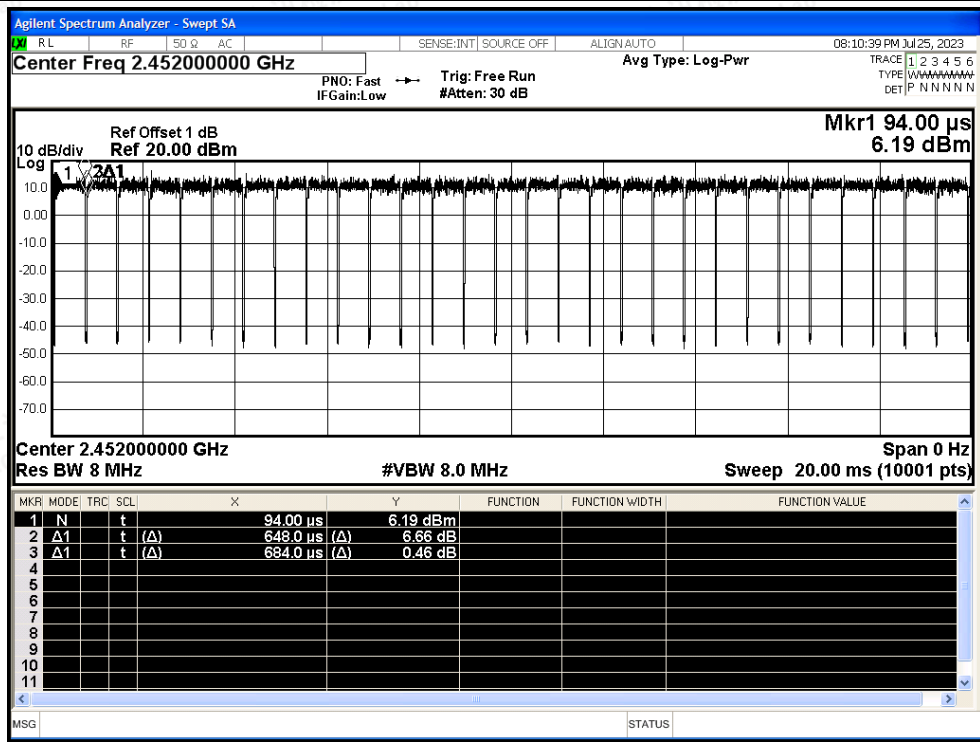 Agilent Spectrum Analyzer - Swept SA
LXI RL RF 50 Ω AC SENSE:INT SOURCE OFF ALIGN AUTO 08:10:39 PM Jul 25, 2023
Center Freq 2.452000000 GHz Avg Type: Log-Pwr TRACE 1 2 3 4 5 6
PNO: Fast Trig: Free Run TYPE WWWWWW
IFGain:Low #Atten: 30 dB DET P N N N N N
Mkr1 94.00 µs
Ref Offset 1 dB
10 dB/div Ref 20.00 dBm 6.19 dBm
Log
1 2Δ1
10.0
0.00
-10.0
-20.0
-30.0
-40.0
-50.0
-60.0
-70.0
Center 2.452000000 GHz Span 0 Hz
Res BW 8 MHz #VBW 8.0 MHz Sweep 20.00 ms (10001 pts)
MKR MODE TRC SCL X Y FUNCTION FUNCTION WIDTH FUNCTION VALUE
1 N t 94.00 µs 6.19 dBm
2 Δ1 t (Δ) 648.0 µs (Δ) 6.66 dB
3 Δ1 t (Δ) 684.0 µs (Δ) 0.46 dB
4
5
6
7
8
9
10
11
MSG STATUS